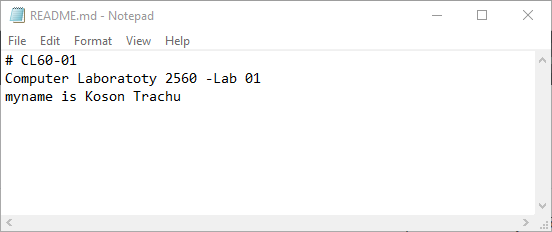 README.md - Notepad
File Edit Format View Help
# CL60-01
Computer Laboratoty 2560 -Lab 01
myname is Koson Trachu